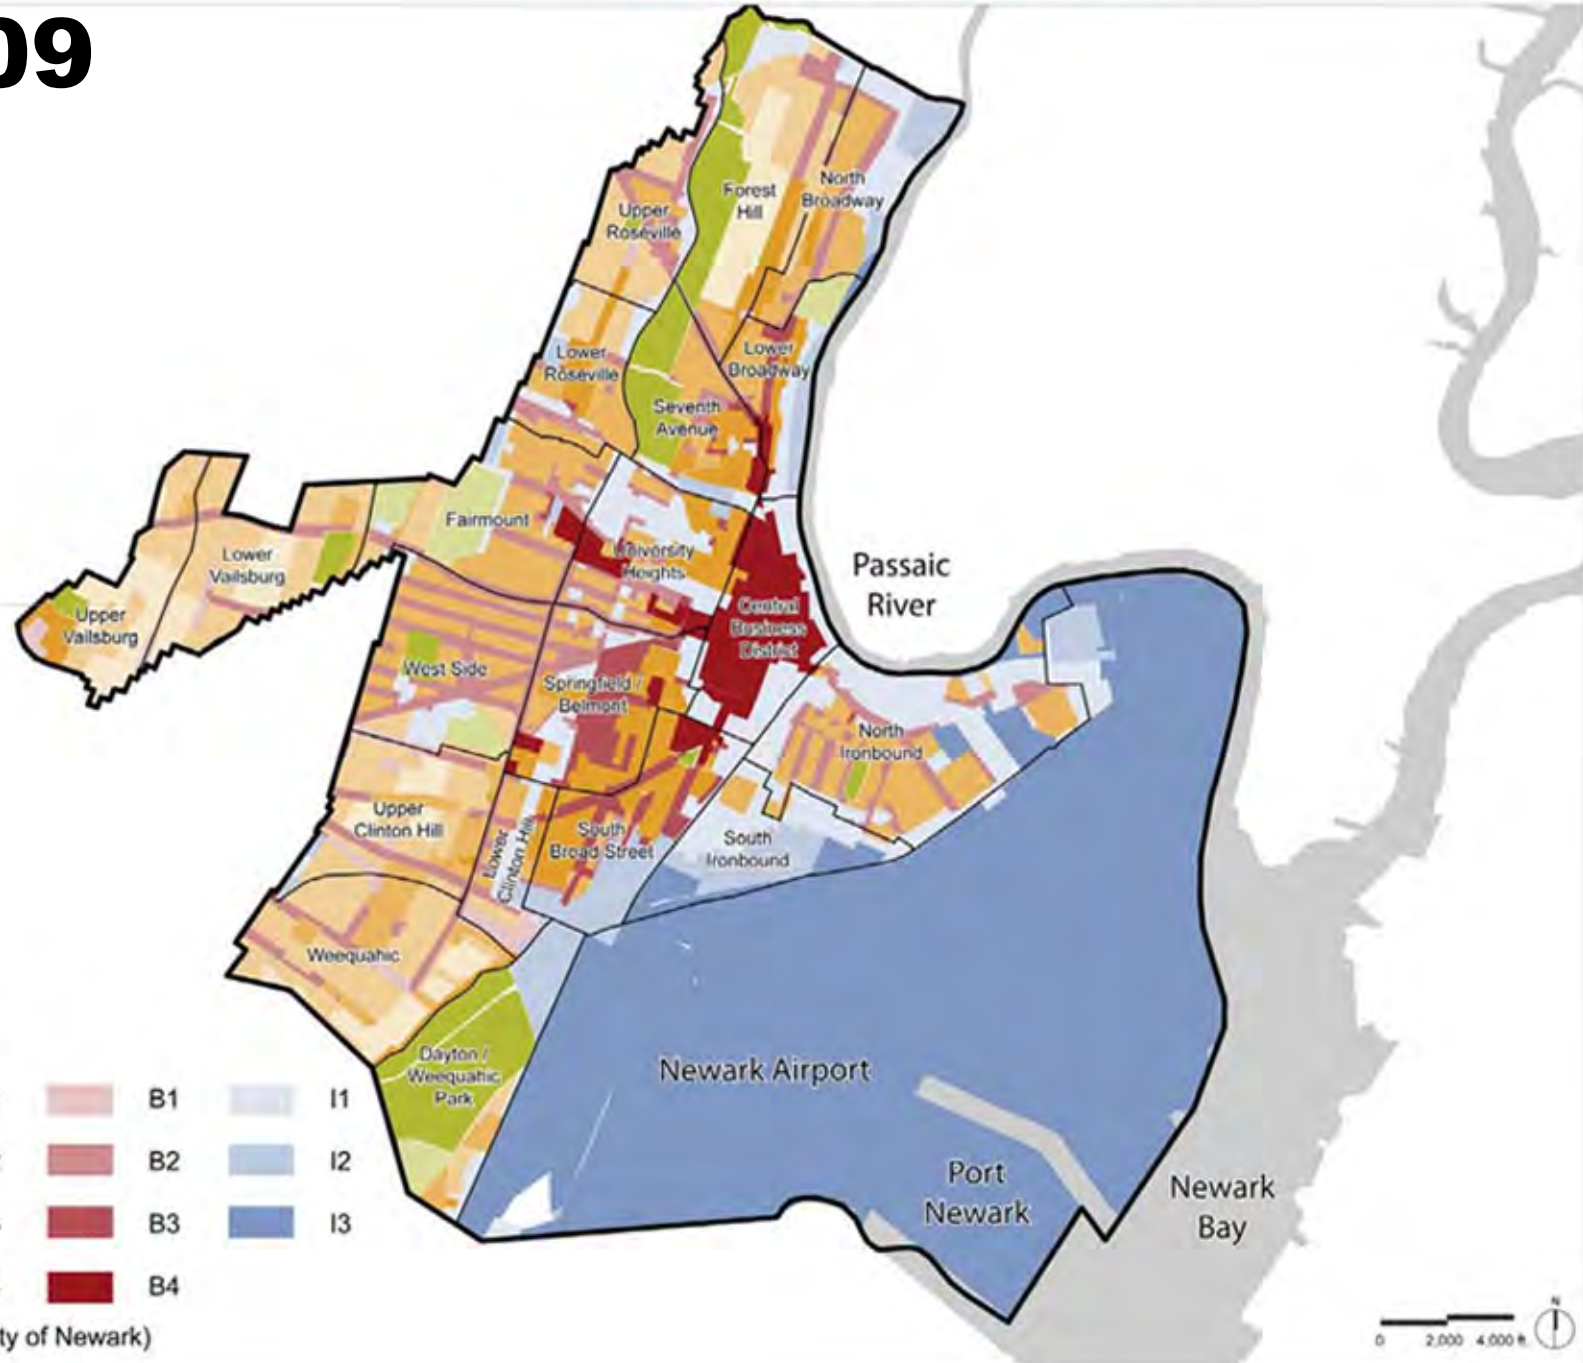 09
Forest
Hill
North
Broadway
Upper
Roseville
Lower
Roseville
Lower
Broadway
Seventh
Avenue
Fairmount
University
Heights
Lower
Vailsburg
Upper
Vailsburg
Central
Business
District
Passaic
River
West Side
Springfield /
Belmont
North
Ironbound
Upper
Clinton Hill
Lower
Clinton Hill
South
Broad Street
South
Ironbound
Weequahic
Dayton /
Weequahic
Park
Newark Airport
Port
Newark
Newark
Bay
B1 I1
B2 I2
B3 I3
B4
ty of Newark)
N
0 2,000 4,000 ft.